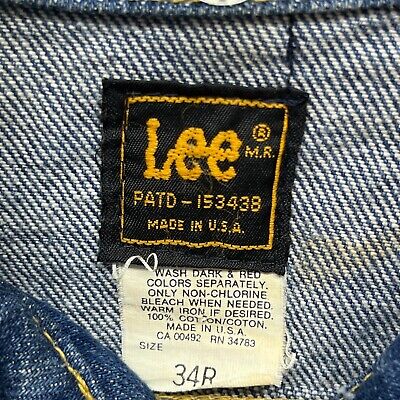 Lee ® M.R.
PATD-153438
MADE IN U.S.A.
WASH DARK & RED
COLORS SEPARATELY.
ONLY NON-CHLORINE
BLEACH WHEN NEEDED.
WARM IRON IF DESIRED.
100% COTTON/COTON.
MADE IN U.S.A.
CA 00492 RN 34783
SIZE
34R